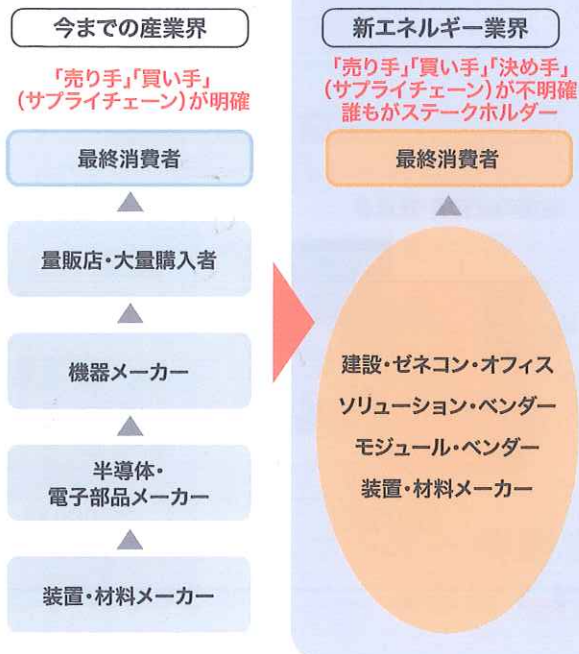 今までの産業界
「売り手」「買い手」
(サプライチェーン)が明確
最終消費者
量販店・大量購入者
機器メーカー
半導体・
電子部品メーカー
装置・材料メーカー
新エネルギー業界
「売り手」「買い手」「決め手」
(サプライチェーン)が不明確
誰もがステークホルダー
最終消費者
建設・ゼネコン・オフィス
ソリューション・ベンダー
モジュール・ベンダー
装置・材料メーカー